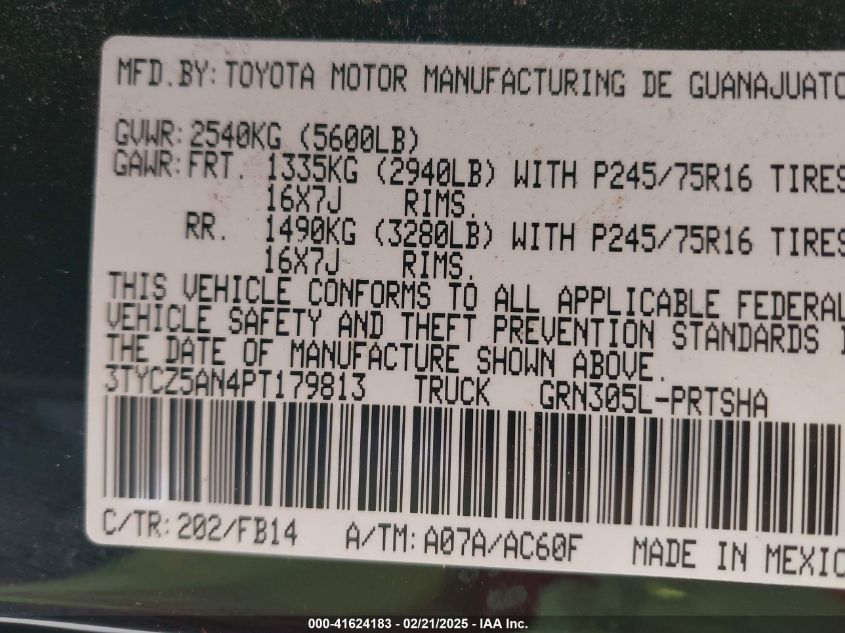 MFD.BY: TOYOTA MOTOR MANUFACTURING DE GUANAJUATO
GVWR: 2540KG (5600LB)
GAWR: FRT. 1335KG (2940LB) WITH P245/75R16 TIRES
16X7J RIMS.
RR. 1490KG (3280LB) WITH P245/75R16 TIRES
16X7J RIMS.
THIS VEHICLE CONFORMS TO ALL APPLICABLE FEDERAL
VEHICLE SAFETY AND THEFT PREVENTION STANDARDS
THE DATE OF MANUFACTURE SHOWN ABOVE.
3TYCZ5AN4PT179813 TRUCK GRN305L-PRTSHA
C/TR: 202/FB14 A/TM: A07A/AC60F MADE IN MEXICO
000-41624183 - 02/21/2025 - IAA Inc.